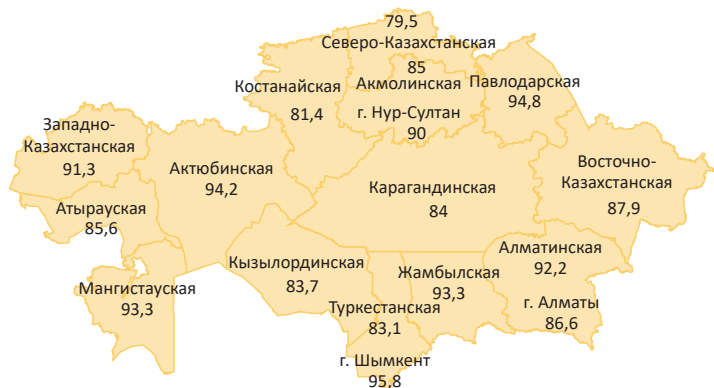 79,5
Северо-Казахстанская
85
Акмолинская
г. Нур-Султан
90
Костанайская
81,4
Павлодарская
94,8
Западно-
Казахстанская
91,3
Актюбинская
94,2
Восточно-
Казахстанская
87,9
Карагандинская
84
Атырауская
85,6
Мангистауская
93,3
Кызылординская
83,7
Жамбылская
93,3
Алматинская
92,2
г. Алматы
86,6
Туркестанская
83,1
г. Шымкент
95,8